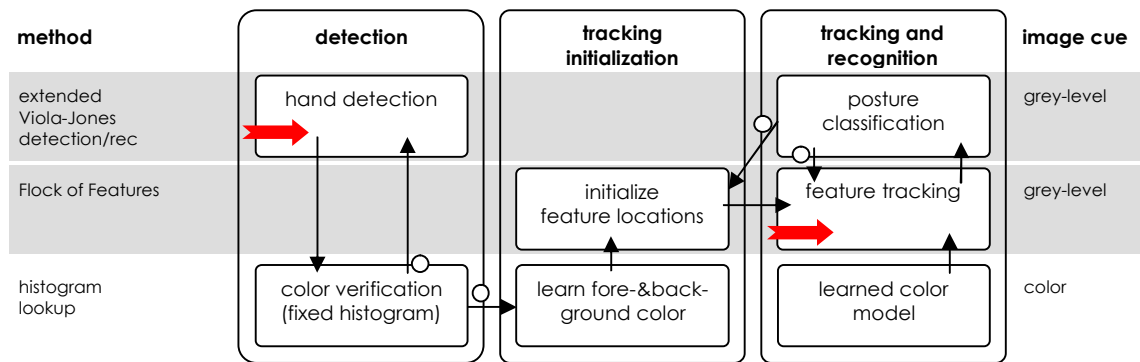 method
detection
tracking
initialization
tracking and
recognition
image cue
extended
Viola-Jones
detection/rec
hand detection
posture
classification
grey-level
Flock of Features
initialize
feature locations
feature tracking
grey-level
histogram
lookup
color verification
(fixed histogram)
learn fore-&back-
ground color
learned color
model
color